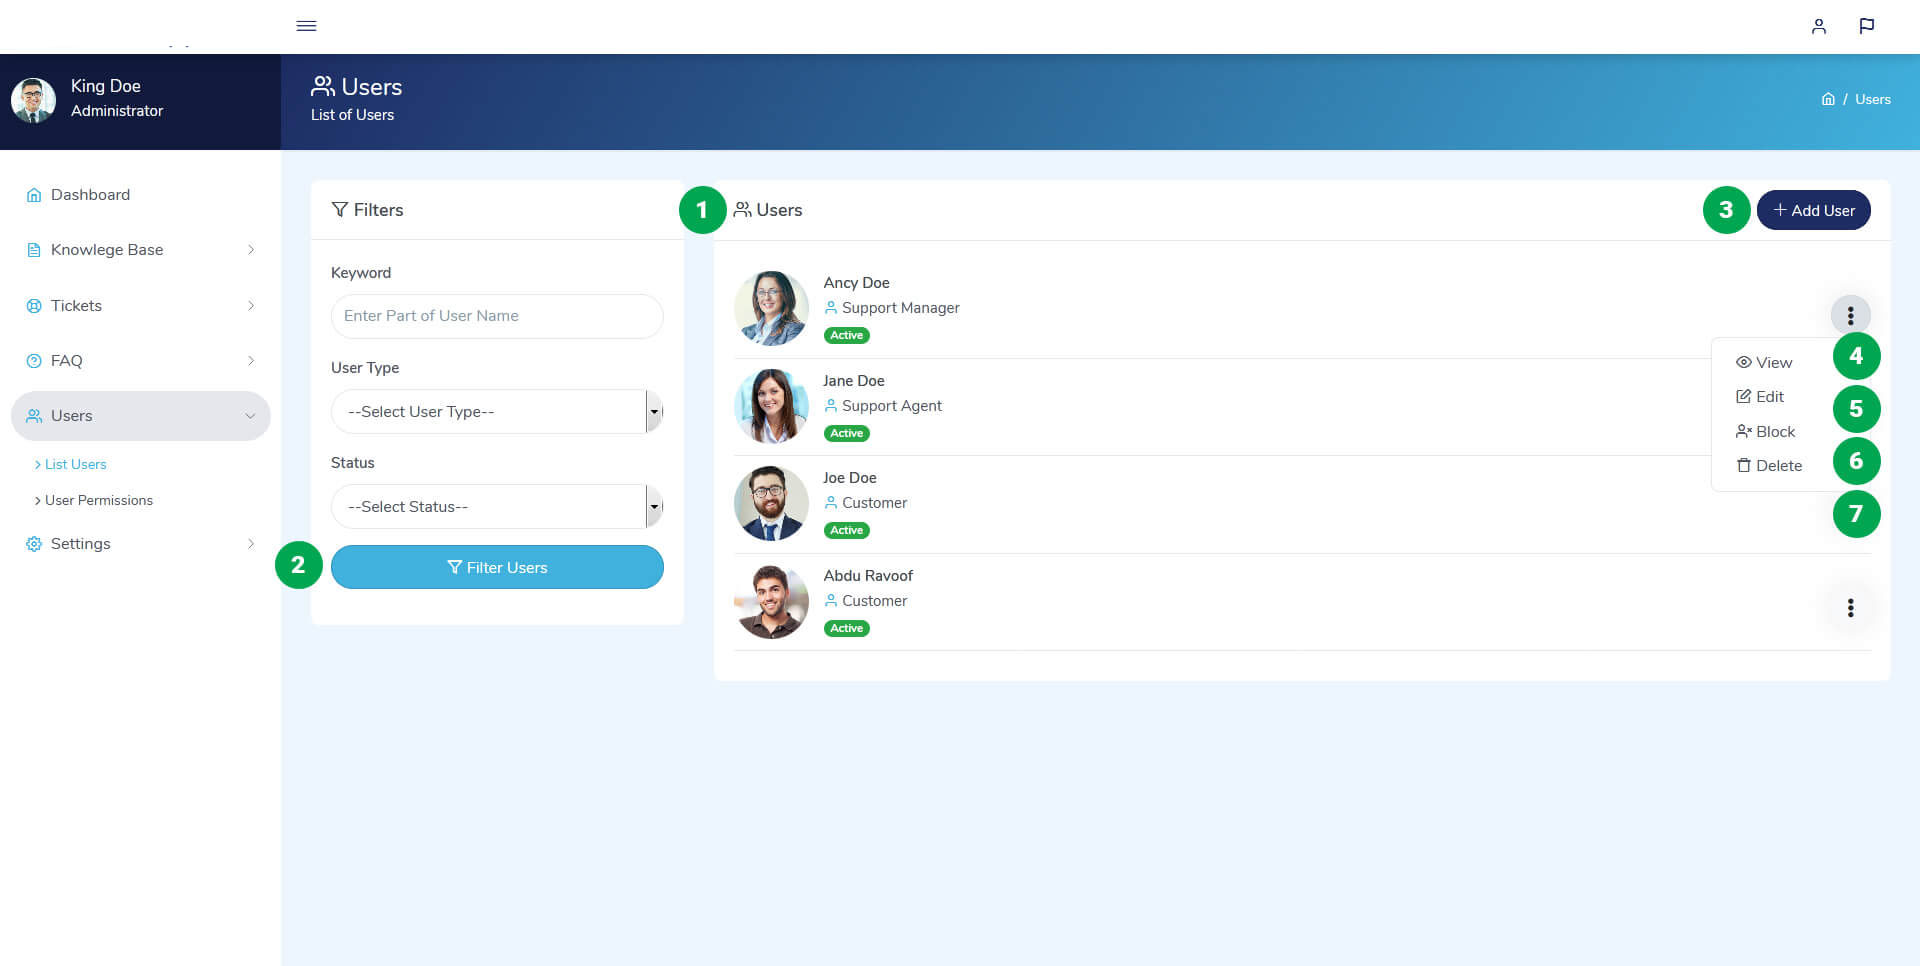 King Doe
Administrator
Users
List of Users
/ Users
Dashboard
Knowlege Base
Tickets
FAQ
Users
List Users
User Permissions
Settings
Filters
Keyword
Enter Part of User Name
User Type
--Select User Type--
Status
--Select Status--
2
Filter Users
1
Users
3
+ Add User
Ancy Doe
Support Manager
Active
Jane Doe
Support Agent
Active
Joe Doe
Customer
Active
Abdu Ravoof
Customer
Active
View
4
Edit
5
Block
6
Delete
7